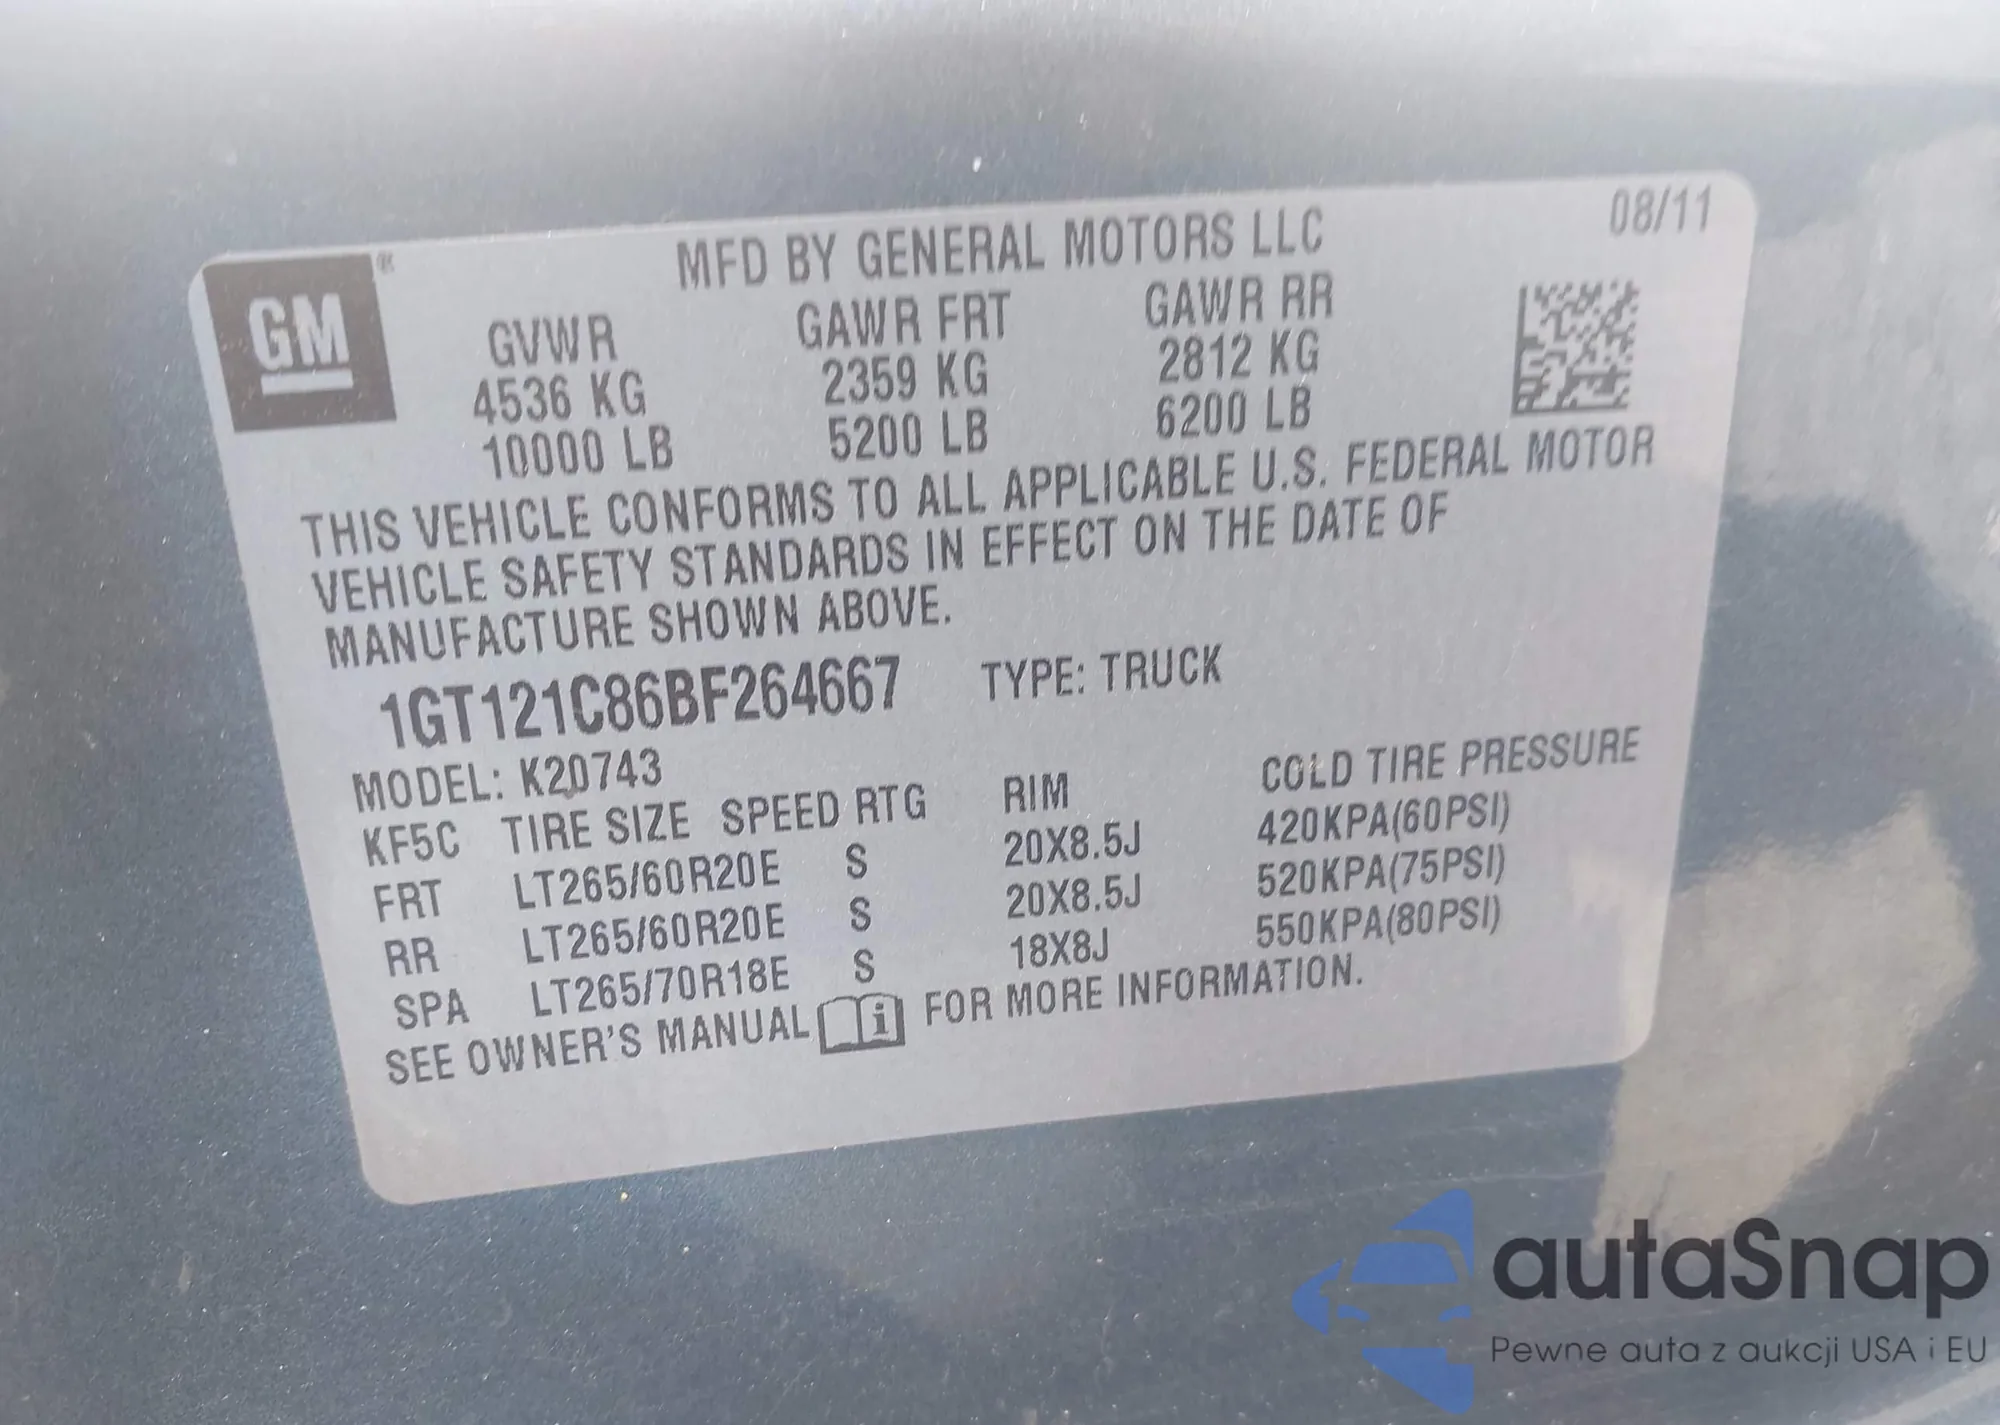 08/11
GM®
MFD BY GENERAL MOTORS LLC
GVWR GAWR FRT GAWR RR
4536 KG 2359 KG 2812 KG
10000 LB 5200 LB 6200 LB
THIS VEHICLE CONFORMS TO ALL APPLICABLE U.S. FEDERAL MOTOR
VEHICLE SAFETY STANDARDS IN EFFECT ON THE DATE OF
MANUFACTURE SHOWN ABOVE.
1GT121C86BF264667 TYPE: TRUCK
MODEL: K20743
KF5C TIRE SIZE SPEED RTG RIM COLD TIRE PRESSURE
FRT LT265/60R20E S 20X8.5J 420KPA(60PSI)
RR LT265/60R20E S 20X8.5J 520KPA(75PSI)
SPA LT265/70R18E S 18X8J 550KPA(80PSI)
SEE OWNER'S MANUAL i FOR MORE INFORMATION.
autaSnap
Pewne auta z aukcji USA i EU